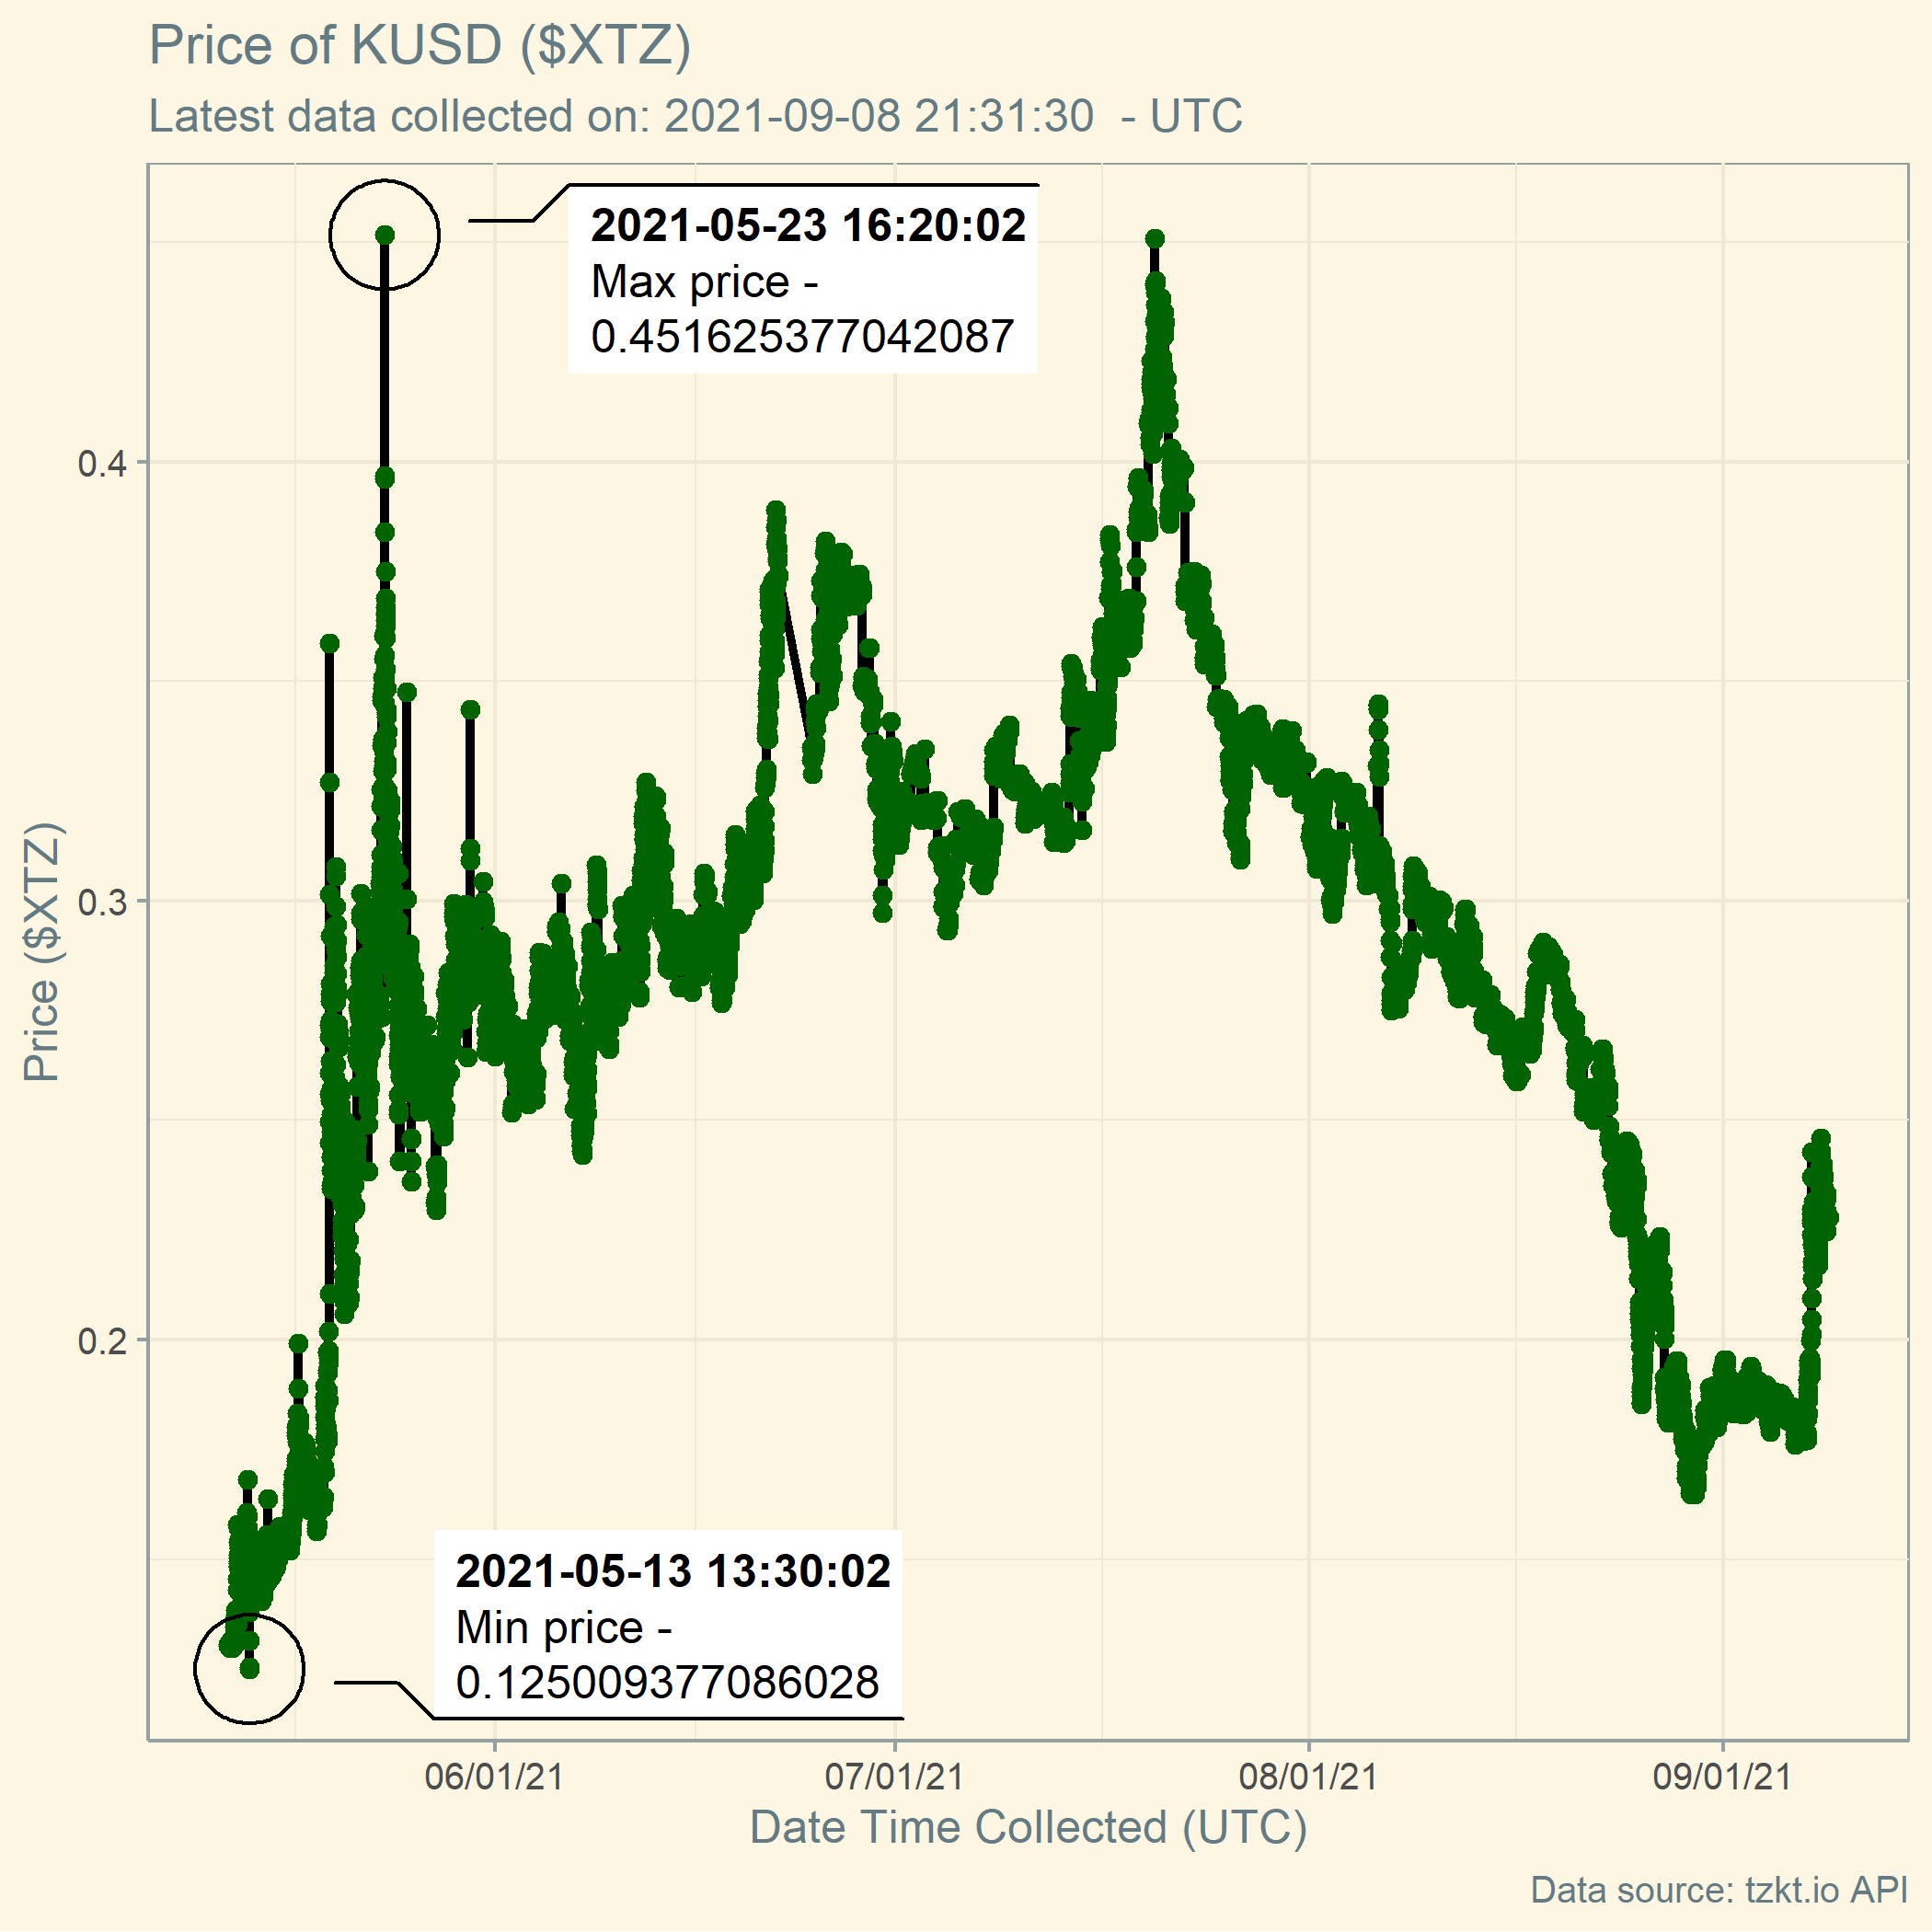 Price of KUSD ($XTZ)
Latest data collected on: 2021-09-08 21:31:30  - UTC
2021-05-23 16:20:02
Max price -
0.451625377042087
0.4
0.3
0.2
Price ($XTZ)
2021-05-13 13:30:02
Min price -
0.125009377086028
06/01/21
07/01/21
08/01/21
09/01/21
Date Time Collected (UTC)
Data source: tzkt.io API